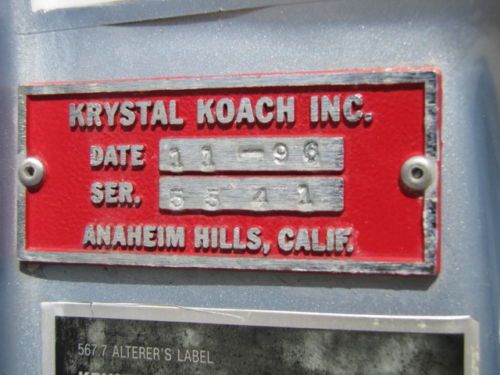 KRYSTAL KOACH INC.
DATE 11-96
SER. 5541
ANAHEIM HILLS, CALIF.
567.7 ALTERER'S LABEL